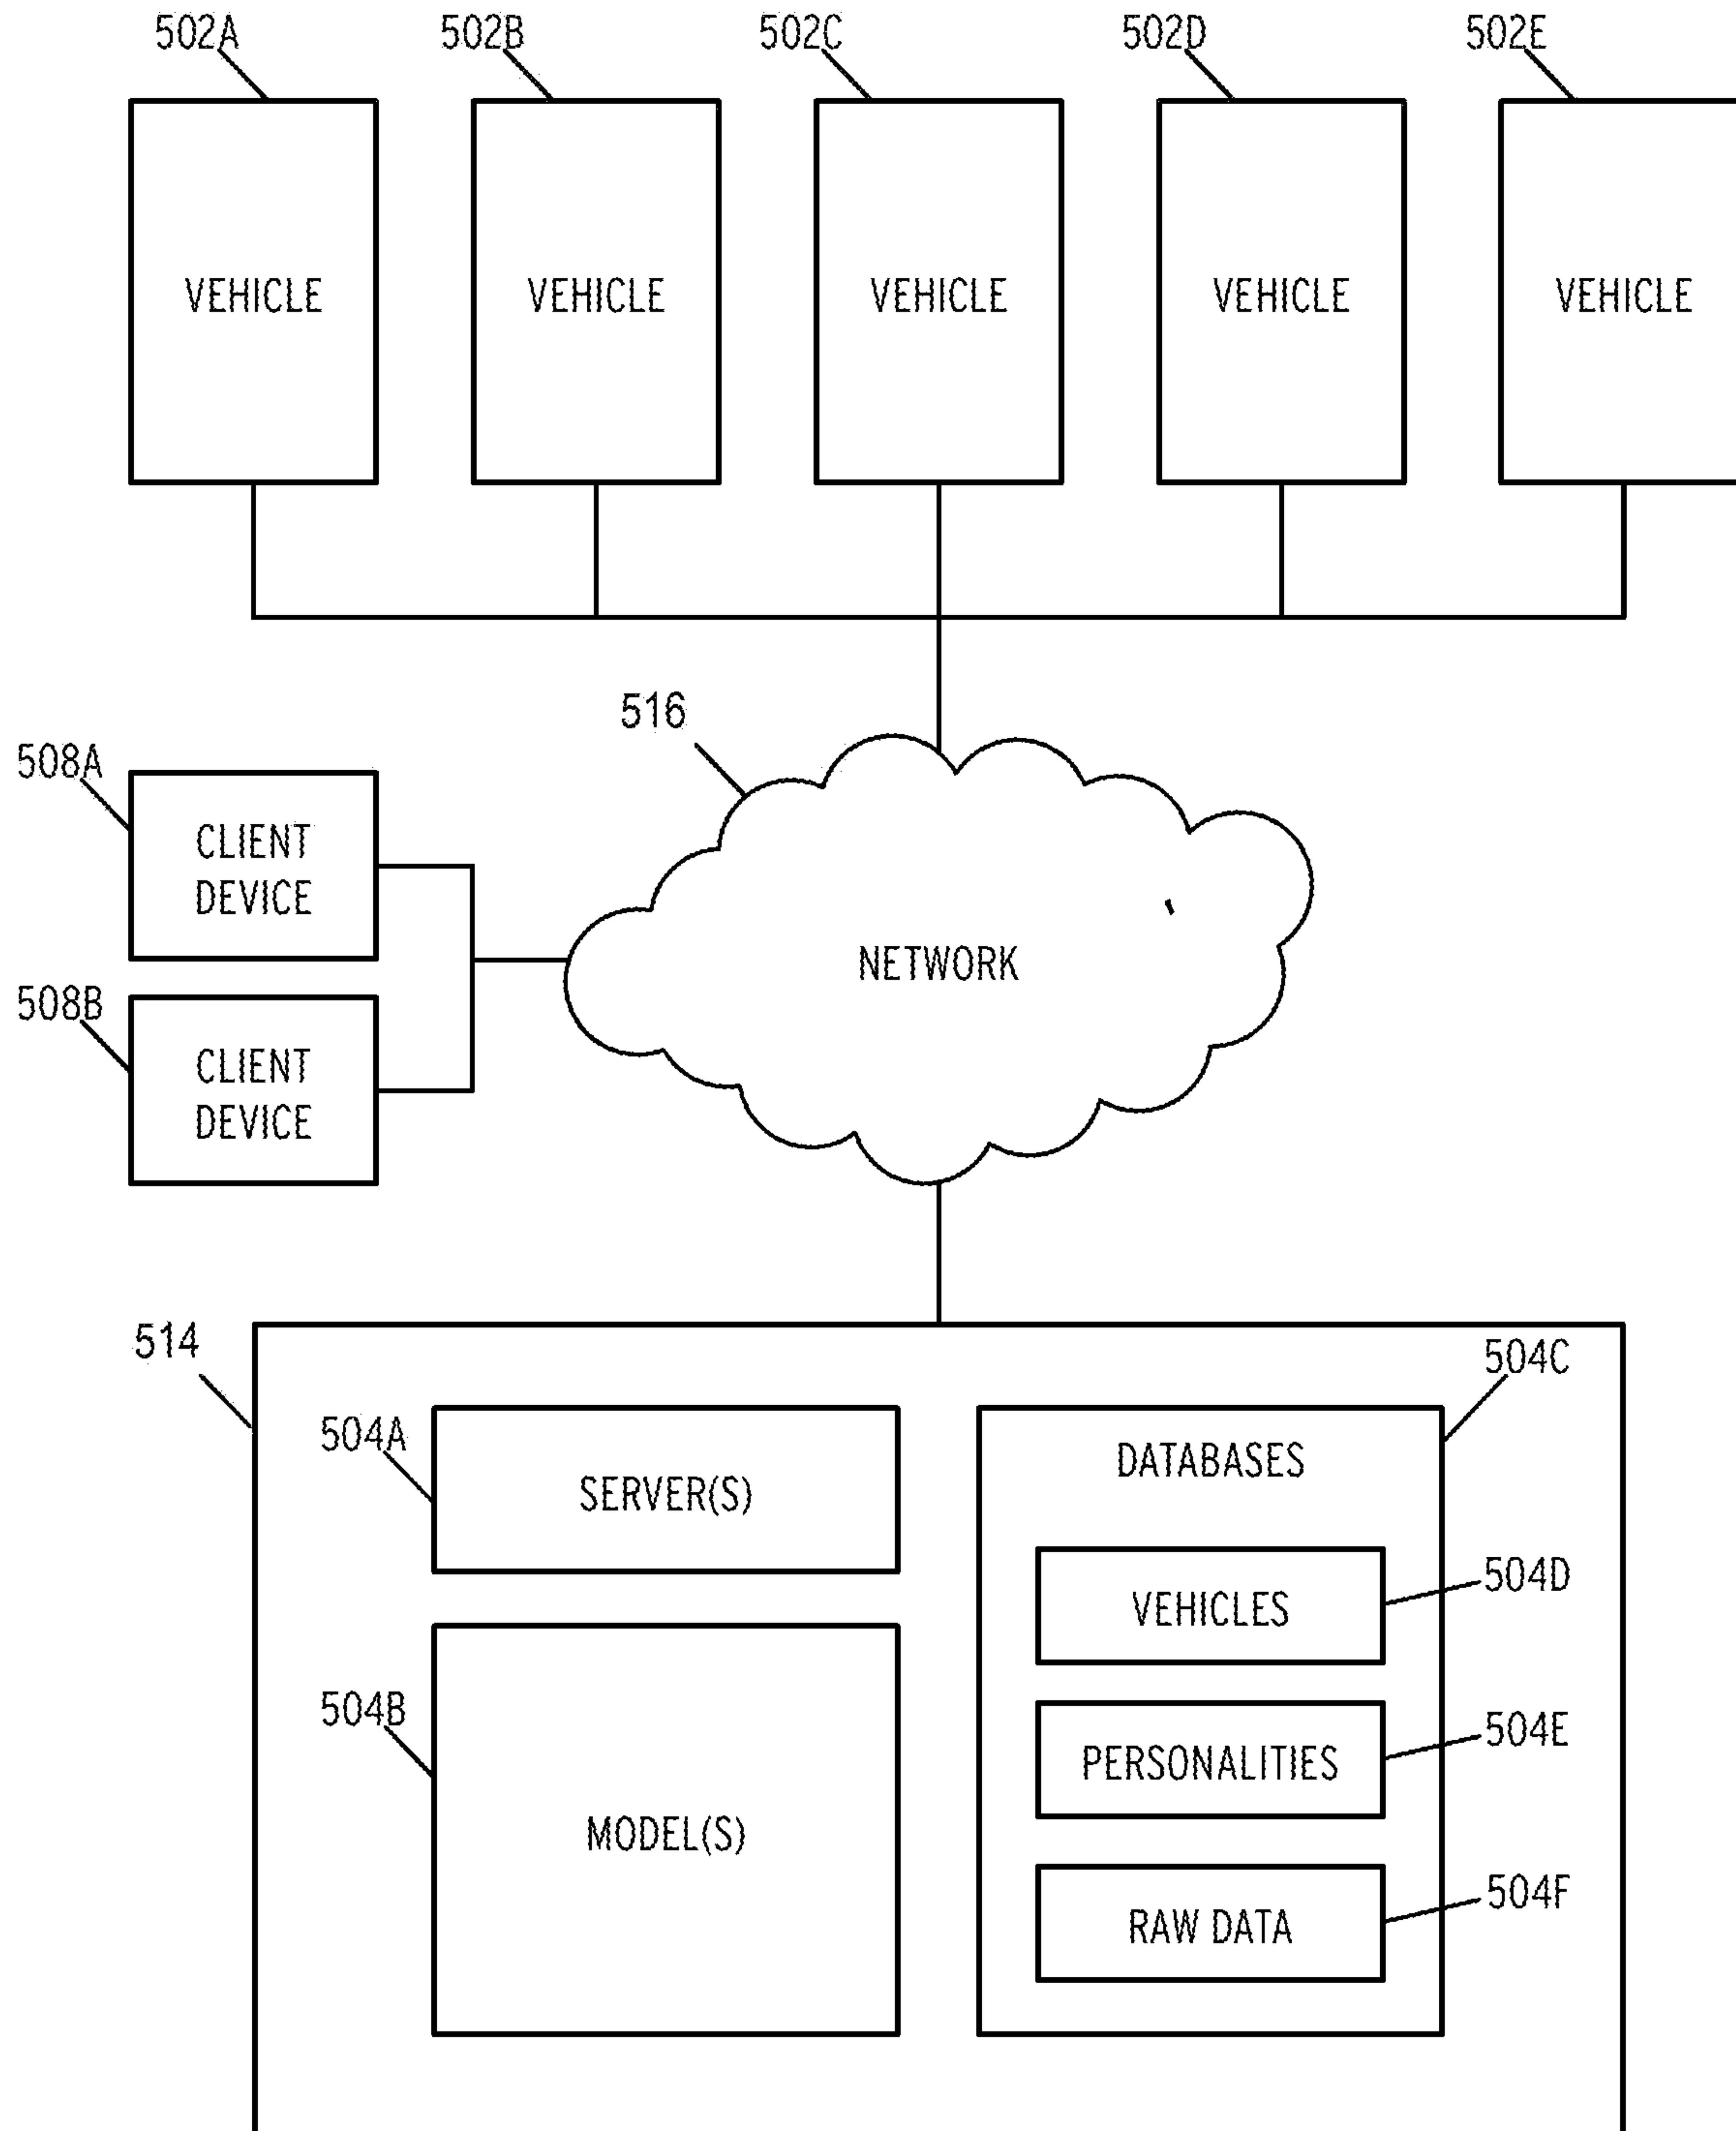 502A 502B 502C 502D 502E
VEHICLE VEHICLE VEHICLE VEHICLE VEHICLE
516
508A
CLIENT
DEVICE
NETWORK
508B
CLIENT
DEVICE
514
504C
504A
SERVER(S)
DATABASES
504D
VEHICLES
504B
MODEL(S)
504E
PERSONALITIES
504F
RAW DATA